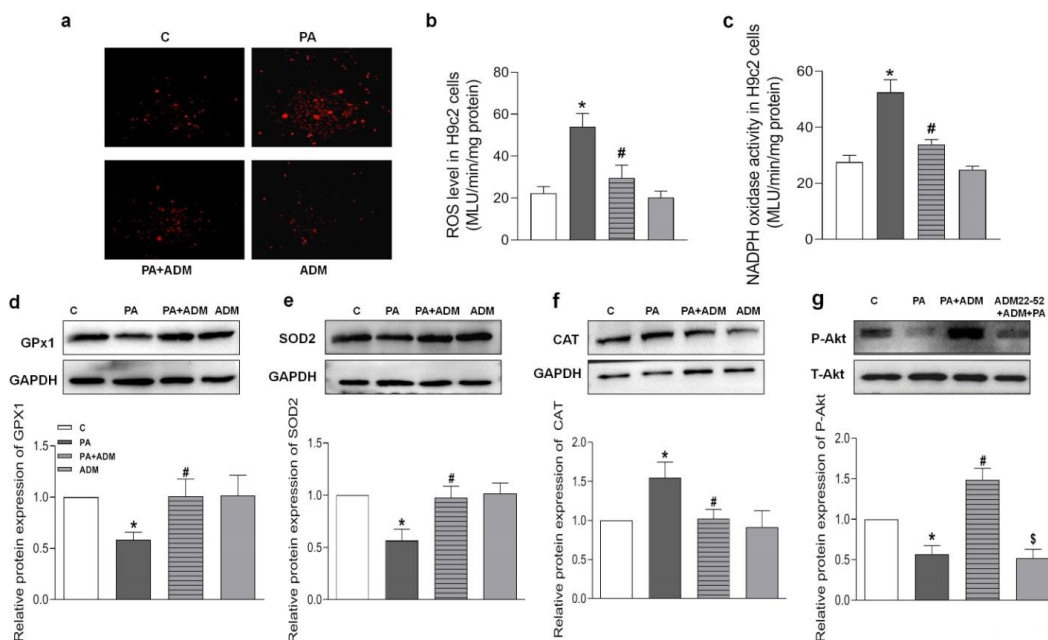 a
C
PA
PA+ADM
ADM
b
ROS level in H9c2 cells
(MLU/min/mg protein)
80
60
40
20
0
*
#
c
NADPH oxidase activity in H9c2 cells
(MLU/min/mg protein)
60
40
20
0
*
#
d
C PA PA+ADM ADM
GPx1
GAPDH
Relative protein expression of GPX1
1.5
1.0
0.5
0.0
C
PA
PA+ADM
ADM
*
#
e
C PA PA+ADM ADM
SOD2
GAPDH
Relative protein expression of SOD2
1.5
1.0
0.5
0.0
*
#
f
C PA PA+ADM ADM
CAT
GAPDH
Relative protein expression of CAT
2.0
1.5
1.0
0.5
0.0
*
#
g
C PA PA+ADM ADM22-52
+ADM+PA
P-Akt
T-Akt
Relative protein expression of P-Akt
2.0
1.5
1.0
0.5
0.0
*
#
$